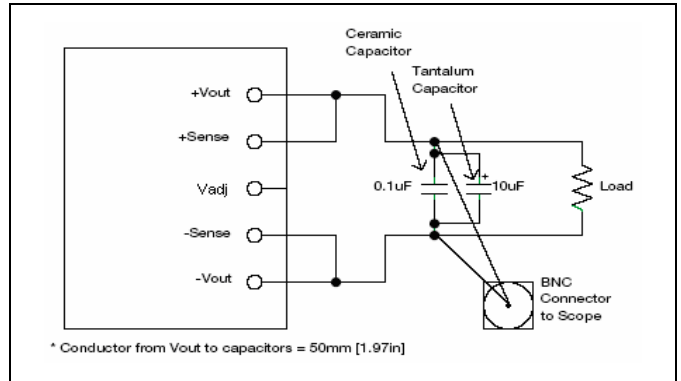 Ceramic
Capacitor
Tantalum
Capacitor
+Vout
+Sense
Vadj
-Sense
-Vout
0.1uF
+
10uF
Load
BNC
Connector
to Scope
* Conductor from Vout to capacitors = 50mm [1.97in]